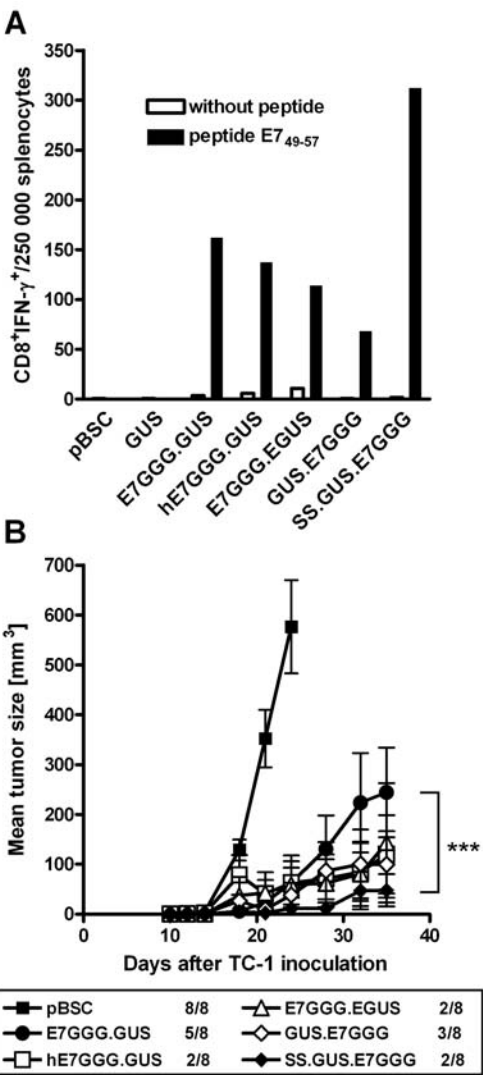 A
350
300
250
200
150
100
50
0
CD8⁺IFN-γ⁺/250 000 splenocytes
without peptide
peptide E7₄₉₋₅₇
pBSC
GUS
E7GGG.GUS
hE7GGG.GUS
E7GGG.EGUS
GUS.E7GGG
SS.GUS.E7GGG
B
700
600
500
400
300
200
100
0
Mean tumor size [mm³]
***
0 10 20 30 40
Days after TC-1 inoculation
pBSC 8/8 E7GGG.EGUS 2/8
E7GGG.GUS 5/8 GUS.E7GGG 3/8
hE7GGG.GUS 2/8 SS.GUS.E7GGG 2/8